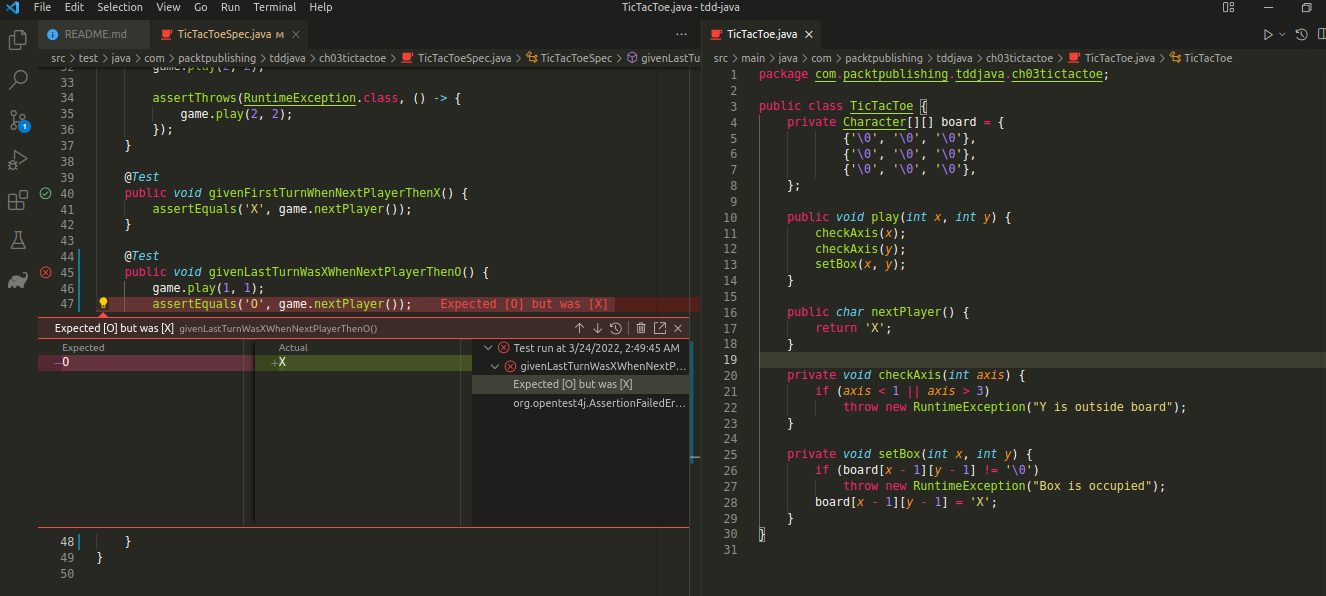 File Edit Selection View Go Run Terminal Help TicTacToe.java - tdd-java
README.md TicTacToeSpec.java M
src > test > java > com > packtpublishing > tddjava > ch03tictactoe > TicTacToeSpec.java > TicTacToeSpec > givenLastTu
32 game.play(2, 2);
33
34 assertThrows(RuntimeException.class, () -> {
35 game.play(2, 2);
36 });
37 }
38
39 @Test
40 public void givenFirstTurnWhenNextPlayerThenX() {
41 assertEquals('X', game.nextPlayer());
42 }
43
44 @Test
45 public void givenLastTurnWasXWhenNextPlayerThenO() {
46 game.play(1, 1);
47 assertEquals('O', game.nextPlayer()); Expected [O] but was [X]
Expected [O] but was [X] givenLastTurnWasXWhenNextPlayerThenO()
Expected Actual
−O +X
Test run at 3/24/2022, 2:49:45 AM
givenLastTurnWasXWhenNextP...
Expected [O] but was [X]
org.opentest4j.AssertionFailedEr...
48 }
49 }
50
1
TicTacToe.java
src > main > java > com > packtpublishing > tddjava > ch03tictactoe > TicTacToe.java > TicTacToe
1 package com.packtpublishing.tddjava.ch03tictactoe;
2
3 public class TicTacToe {
4 private Character[][] board = {
5 {'\0', '\0', '\0'},
6 {'\0', '\0', '\0'},
7 {'\0', '\0', '\0'},
8 };
9
10 public void play(int x, int y) {
11 checkAxis(x);
12 checkAxis(y);
13 setBox(x, y);
14 }
15
16 public char nextPlayer() {
17 return 'X';
18 }
19
20 private void checkAxis(int axis) {
21 if (axis < 1 || axis > 3)
22 throw new RuntimeException("Y is outside board");
23 }
24
25 private void setBox(int x, int y) {
26 if (board[x - 1][y - 1] != '\0')
27 throw new RuntimeException("Box is occupied");
28 board[x - 1][y - 1] = 'X';
29 }
30 }
31